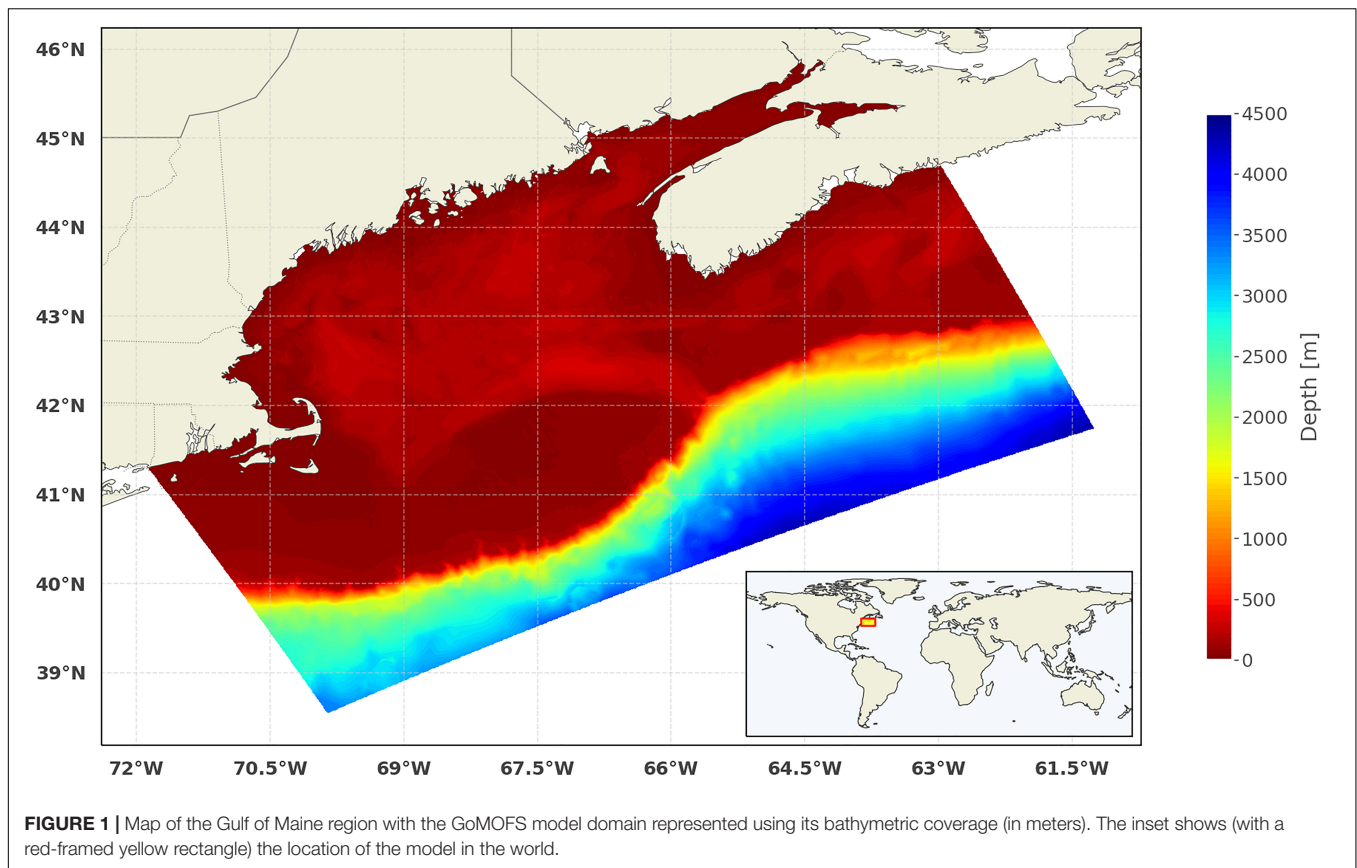 46°N
45°N
44°N
43°N
42°N
41°N
40°N
39°N
72°W 70.5°W 69°W 67.5°W 66°W 64.5°W 63°W 61.5°W
4500
4000
3500
3000
2500
2000
1500
1000
500
0
Depth [m]
FIGURE 1 | Map of the Gulf of Maine region with the GoMOFS model domain represented using its bathymetric coverage (in meters). The inset shows (with a
red-framed yellow rectangle) the location of the model in the world.